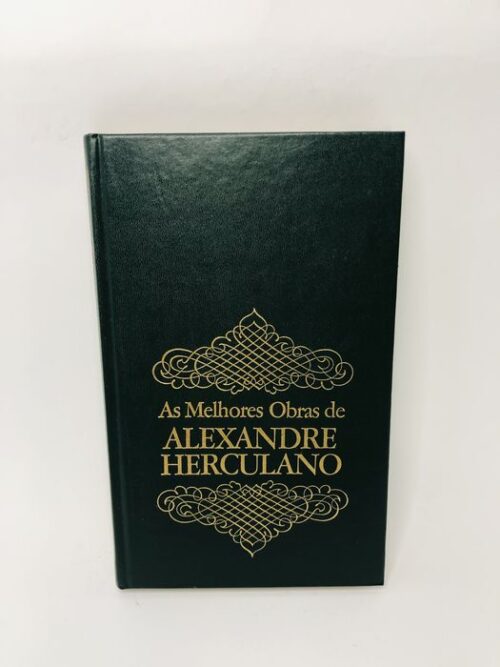 As Melhores Obras de
ALEXANDRE
HERCULANO